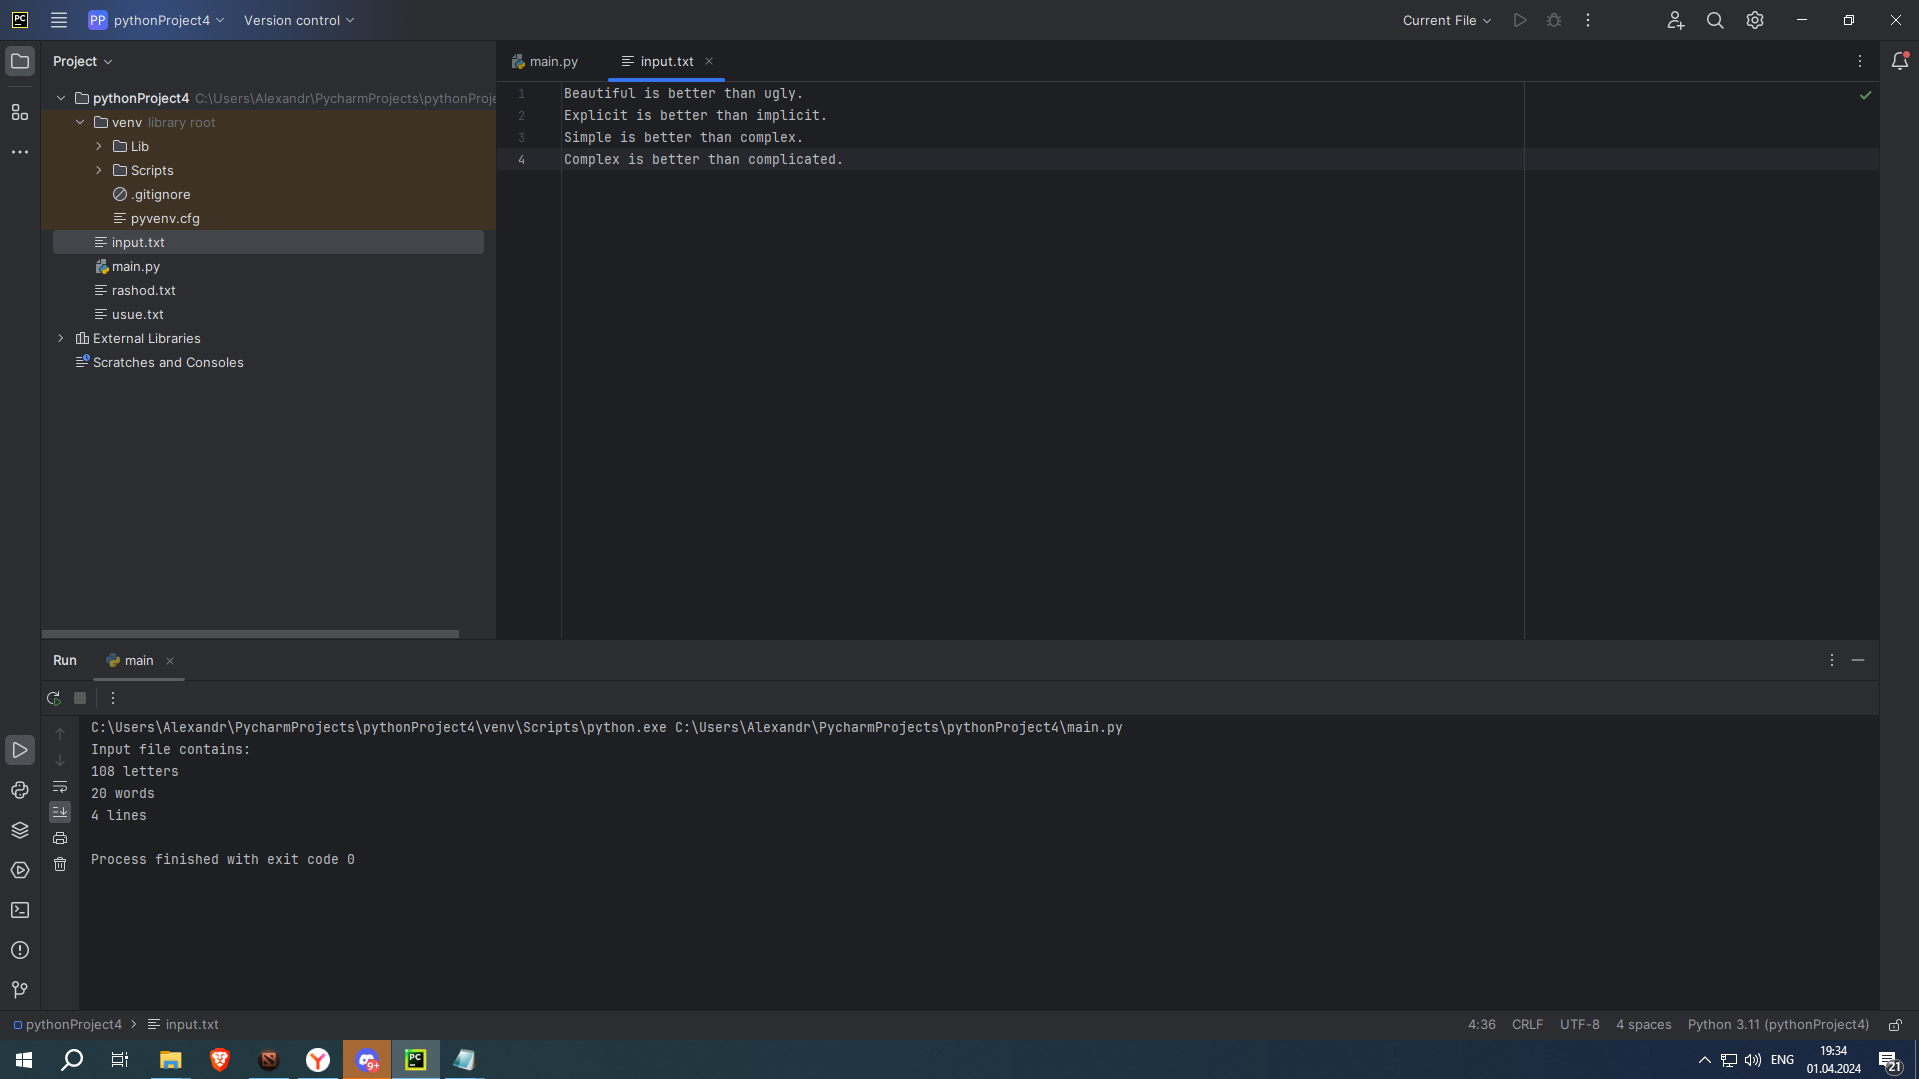 PC
PP pythonProject4 Version control Current File
Project
main.py input.txt
pythonProject4 C:\Users\Alexandr\PycharmProjects\pythonProje
venv library root
Lib
Scripts
.gitignore
pyvenv.cfg
input.txt
main.py
rashod.txt
usue.txt
External Libraries
Scratches and Consoles
1 Beautiful is better than ugly.
2 Explicit is better than implicit.
3 Simple is better than complex.
4 Complex is better than complicated.
Run main
C:\Users\Alexandr\PycharmProjects\pythonProject4\venv\Scripts\python.exe C:\Users\Alexandr\PycharmProjects\pythonProject4\main.py
Input file contains:
108 letters
20 words
4 lines
Process finished with exit code 0
pythonProject4 input.txt 4:36 CRLF UTF-8 4 spaces Python 3.11 (pythonProject4)
9+ PC ENG 19:34
01.04.2024 21